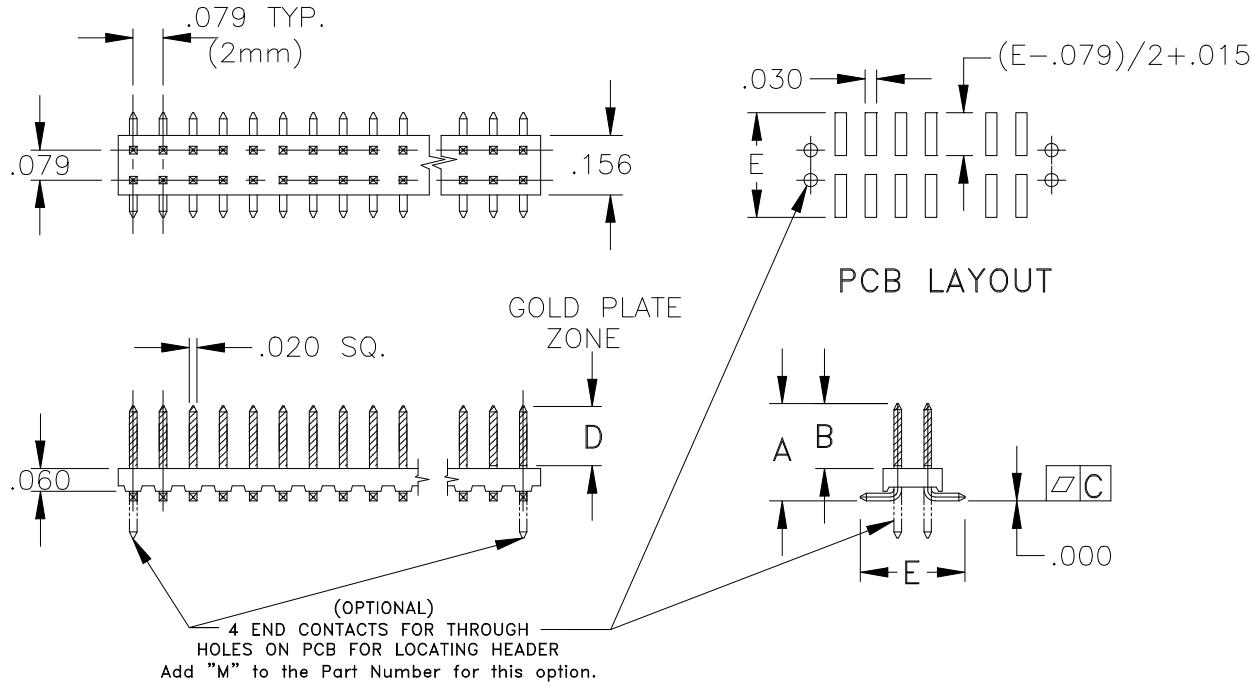 .079 TYP.
(2mm)
.079
.156
.030
(E-.079)/2+.015
E
PCB LAYOUT
GOLD PLATE
ZONE
.020 SQ.
D
.060
A
B
C
.000
E
(OPTIONAL)
4 END CONTACTS FOR THROUGH
HOLES ON PCB FOR LOCATING HEADER
Add "M" to the Part Number for this option.